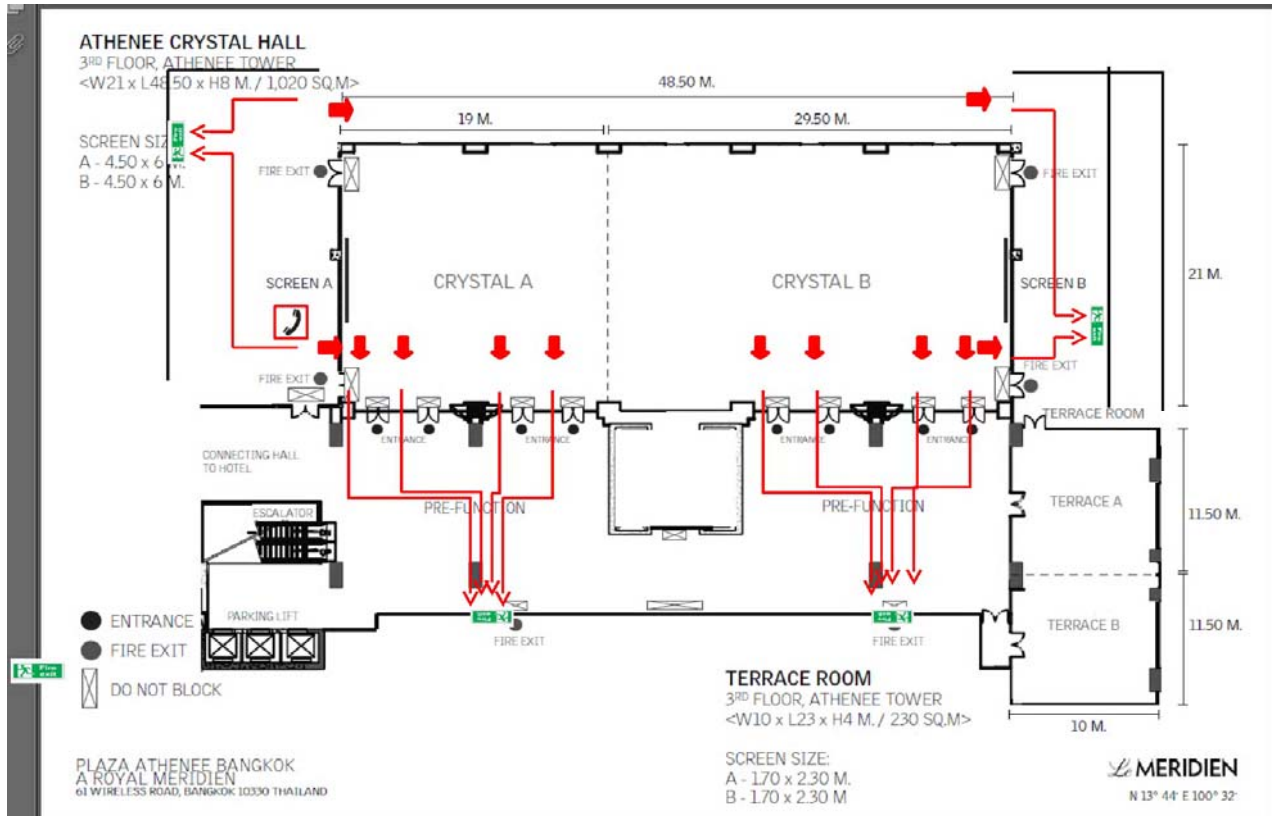 ATHENEE CRYSTAL HALL
3RD FLOOR, ATHENEE TOWER
<W21 x L48.50 x H8 M. / 1,020 SQ.M>
48.50 M.
19 M.
29.50 M.
SCREEN SIZ
A - 4.50 x 6 M.
B - 4.50 x 6 M.
FIRE EXIT
FIRE EXIT
SCREEN A
CRYSTAL A
CRYSTAL B
SCREEN B
21 M.
FIRE EXIT
FIRE EXIT
TERRACE ROOM
ENTRANCE
ENTRANCE
ENTRANCE
ENTRANCE
CONNECTING HALL
TO HOTEL
PRE-FUNCTION
PRE-FUNCTION
ESCALATOR
TERRACE A
11.50 M.
PARKING LIFT
ENTRANCE
FIRE EXIT
DO NOT BLOCK
Fire
exit
FIRE EXIT
FIRE EXIT
TERRACE B
11.50 M.
10 M.
TERRACE ROOM
3RD FLOOR, ATHENEE TOWER
<W10 x L23 x H4 M. / 230 SQ.M>
SCREEN SIZE:
A - 1.70 x 2.30 M.
B - 1.70 x 2.30 M
PLAZA ATHENEE BANGKOK
A ROYAL MERIDIEN
61 WIRELESS ROAD, BANGKOK 10330 THAILAND
Le MERIDIEN
N 13° 44' E 100° 32'